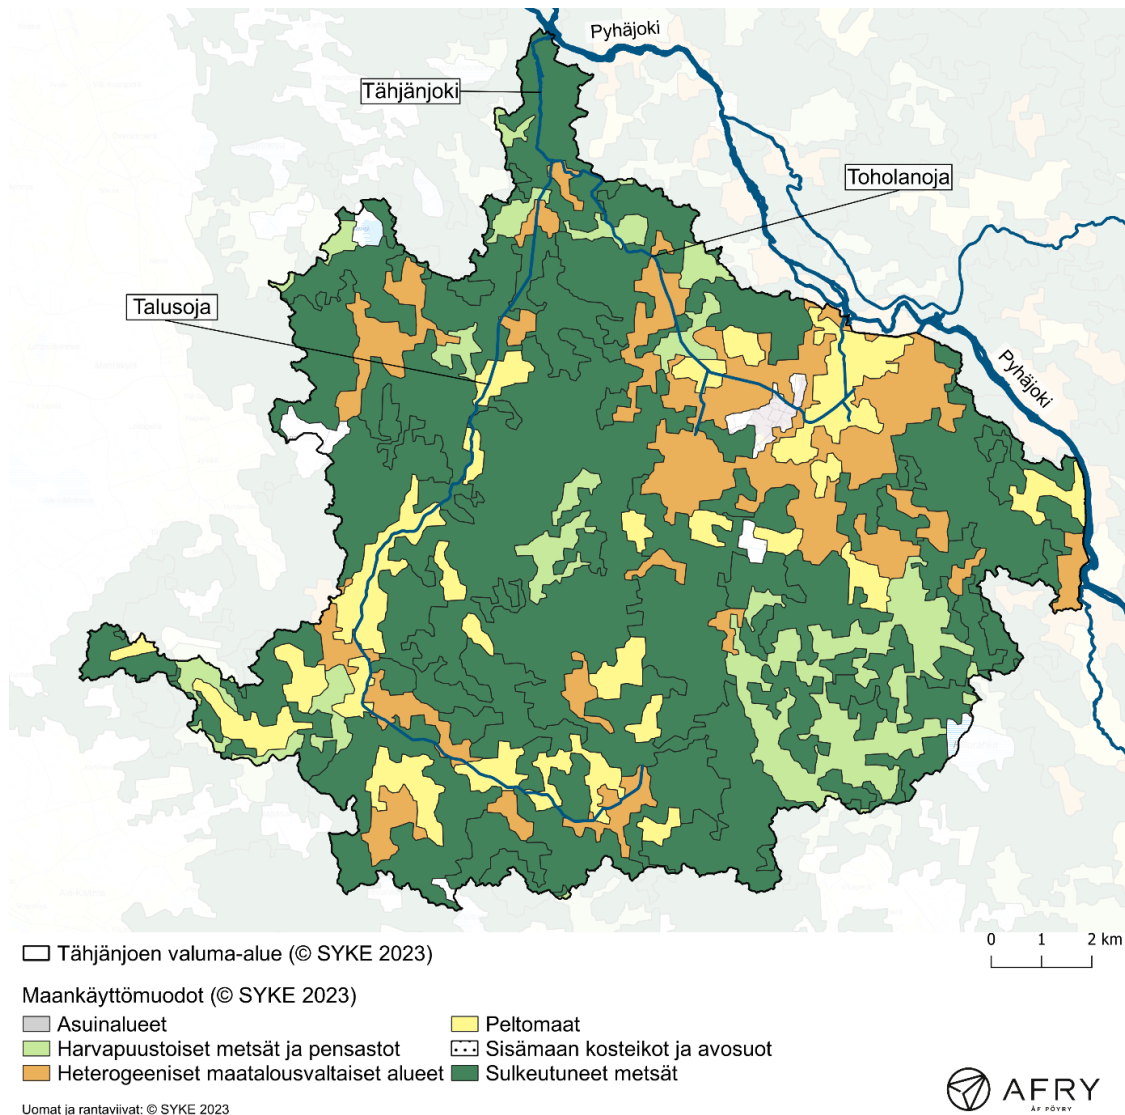 Pyhäjoki
Tähjänjoki
Toholanoja
Talusoja
Pyhäjoki
0 1 2 km
Tähjänjoen valuma-alue (© SYKE 2023)
Maankäyttömuodot (© SYKE 2023)
Asuinalueet
Peltomaat
Harvapuustoiset metsät ja pensastot
Sisämaan kosteikot ja avosuot
Heterogeeniset maatalousvaltaiset alueet
Sulkeutuneet metsät
Uomat ja rantaviivat: © SYKE 2023
AFRY
ÅF PÖYRY